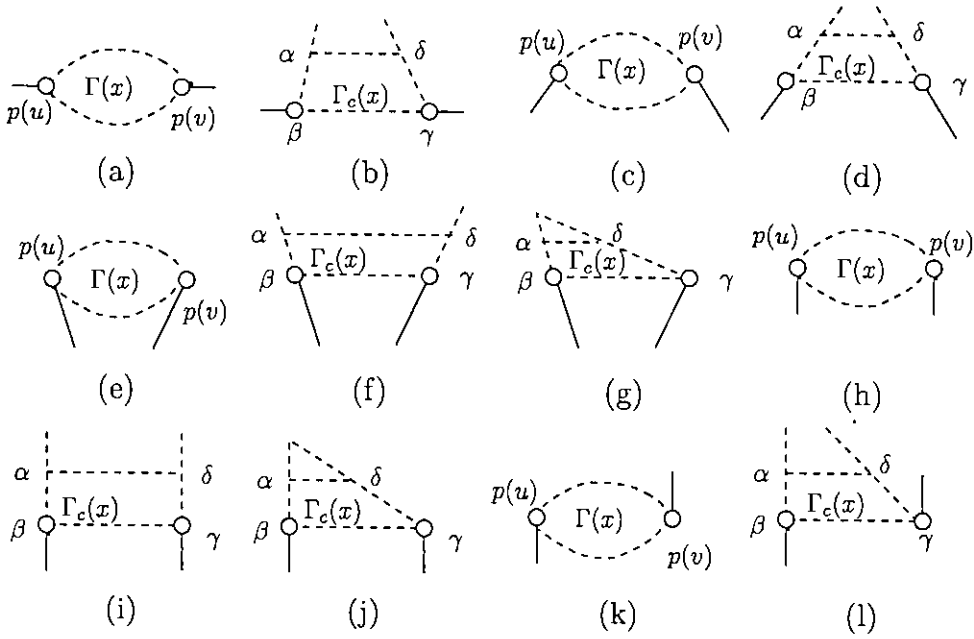 p(u) Γ(x) p(v)
(a)
α δ
Γc(x)
β γ
(b)
p(u) Γ(x) p(v)
(c)
α δ
Γc(x)
β γ
(d)
p(u) Γ(x) p(v)
(e)
α δ
Γc(x)
β γ
(f)
α δ
Γc(x)
β γ
(g)
p(u) Γ(x) p(v)
(h)
α δ
Γc(x)
β γ
(i)
α δ
Γc(x)
β γ
(j)
p(u) Γ(x) p(v)
(k)
α δ
Γc(x)
β γ
(l)